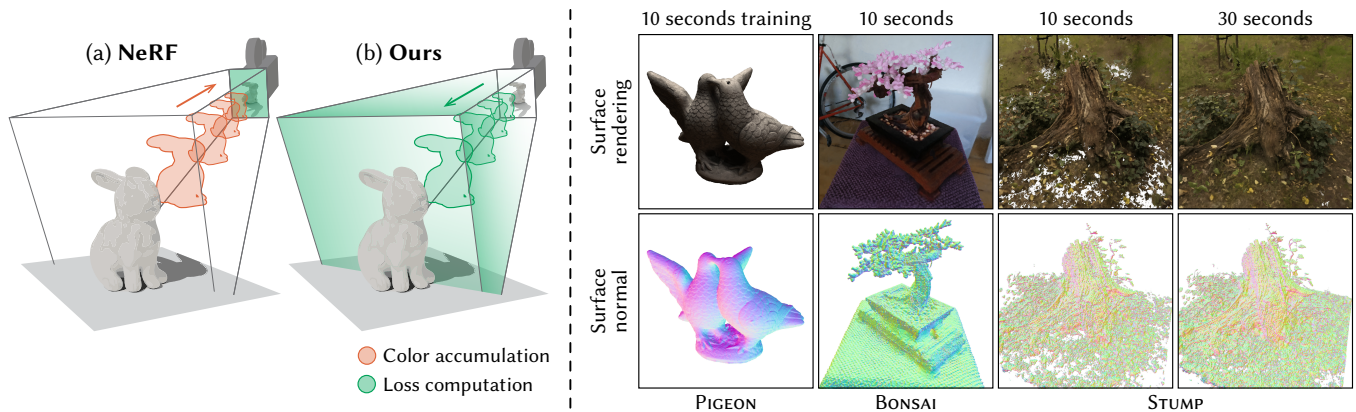 (a) NeRF
(b) Ours
Color accumulation
Loss computation
10 seconds training
10 seconds
10 seconds
30 seconds
Surface
rendering
Surface
normal
PIGEON
BONSAI
STUMP